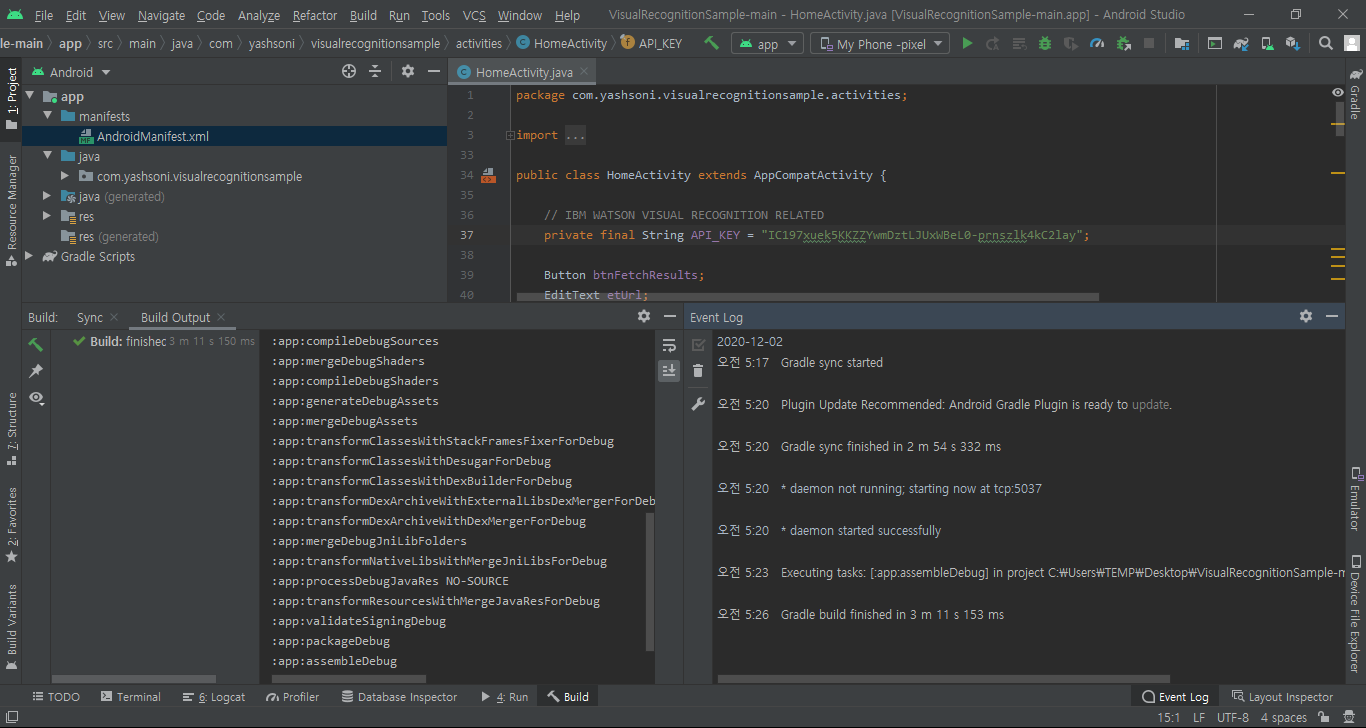 File Edit View Navigate Code Analyze Refactor Build Run Tools VCS Window Help VisualRecognitionSample-main - HomeActivity.java [VisualRecognitionSample-main.app] - Android Studio
le-main app src main java com yashsoni visualrecognitionsample activities HomeActivity API_KEY app My Phone -pixel
1: Project
Resource Manager
7: Structure
2: Favorites
Build Variants
Android
app
manifests
AndroidManifest.xml
java
com.yashsoni.visualrecognitionsample
java (generated)
res
res (generated)
Gradle Scripts
HomeActivity.java
1 package com.yashsoni.visualrecognitionsample.activities;
2
3 import ...
33
34 public class HomeActivity extends AppCompatActivity {
35
36 // IBM WATSON VISUAL RECOGNITION RELATED
37 private final String API_KEY = "IC197xuek5KKZZYwmDztLJUxWBeL0-prnszlk4kC2lay";
38
39 Button btnFetchResults;
40 EditText etUrl;
Gradle
Emulator
Device File Explorer
Build: Sync Build Output
Build: finished 3 m 11 s 150 ms
:app:compileDebugSources
:app:mergeDebugShaders
:app:compileDebugShaders
:app:generateDebugAssets
:app:mergeDebugAssets
:app:transformClassesWithStackFramesFixerForDebug
:app:transformClassesWithDesugarForDebug
:app:transformClassesWithDexBuilderForDebug
:app:transformDexArchiveWithExternalLibsDexMergerForDeb
:app:transformDexArchiveWithDexMergerForDebug
:app:mergeDebugJniLibFolders
:app:transformNativeLibsWithMergeJniLibsForDebug
:app:processDebugJavaRes NO-SOURCE
:app:transformResourcesWithMergeJavaResForDebug
:app:validateSigningDebug
:app:packageDebug
:app:assembleDebug
Event Log
2020-12-02
오전 5:17 Gradle sync started
오전 5:20 Plugin Update Recommended: Android Gradle Plugin is ready to update.
오전 5:20 Gradle sync finished in 2 m 54 s 332 ms
오전 5:20 * daemon not running; starting now at tcp:5037
오전 5:20 * daemon started successfully
오전 5:23 Executing tasks: [:app:assembleDebug] in project C:₩Users₩TEMP₩Desktop₩VisualRecognitionSample-m
오전 5:26 Gradle build finished in 3 m 11 s 153 ms
TODO Terminal 6: Logcat Profiler Database Inspector 4: Run Build Event Log Layout Inspector
15:1 LF UTF-8 4 spaces